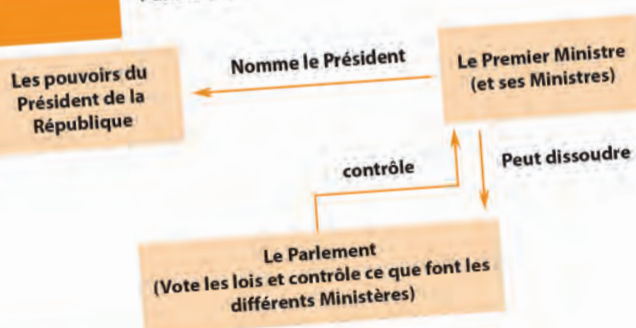 Les pouvoirs du
Président de la
République
Nomme le Président
Le Premier Ministre
(et ses Ministres)
contrôle
Peut dissoudre
Le Parlement
(Vote les lois et contrôle ce que font les
différents Ministères)